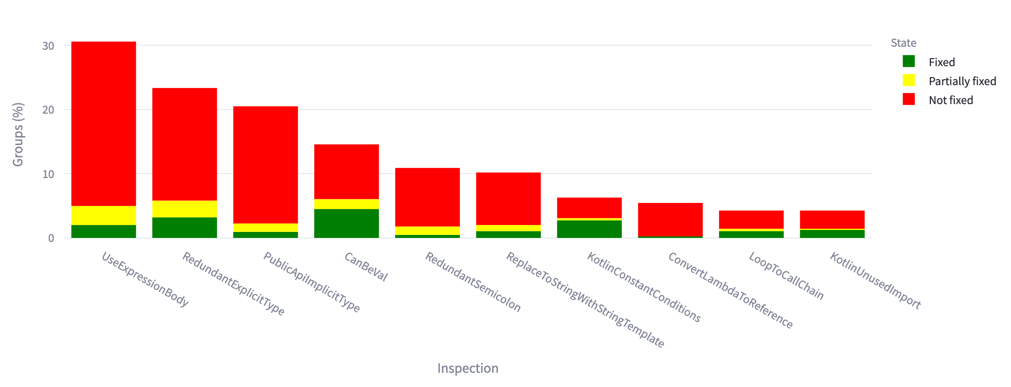 State
Fixed
Partially fixed
Not fixed
Groups (%)
30
20
10
0
UseExpressionBody
RedundantExplicitType
PublicApiImplicitType
CanBeVal
RedundantSemicolon
ReplaceToStringWithStringTemplate
KotlinConstantConditions
ConvertLambdaToReference
LoopToCallChain
KotlinUnusedImport
Inspection